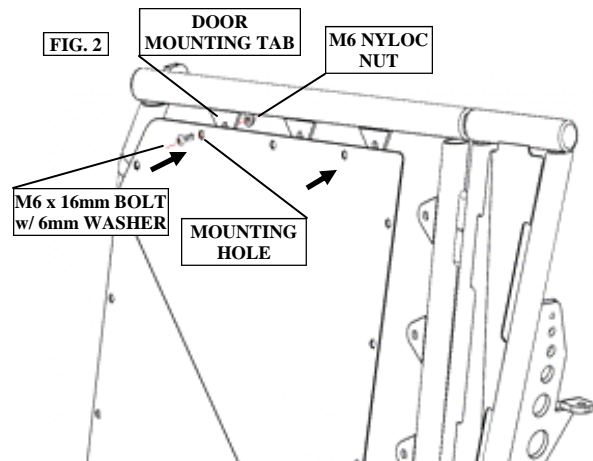 FIG. 2
DOOR
MOUNTING TAB
M6 NYLOC
NUT
M6 x 16mm BOLT
w/ 6mm WASHER
MOUNTING
HOLE